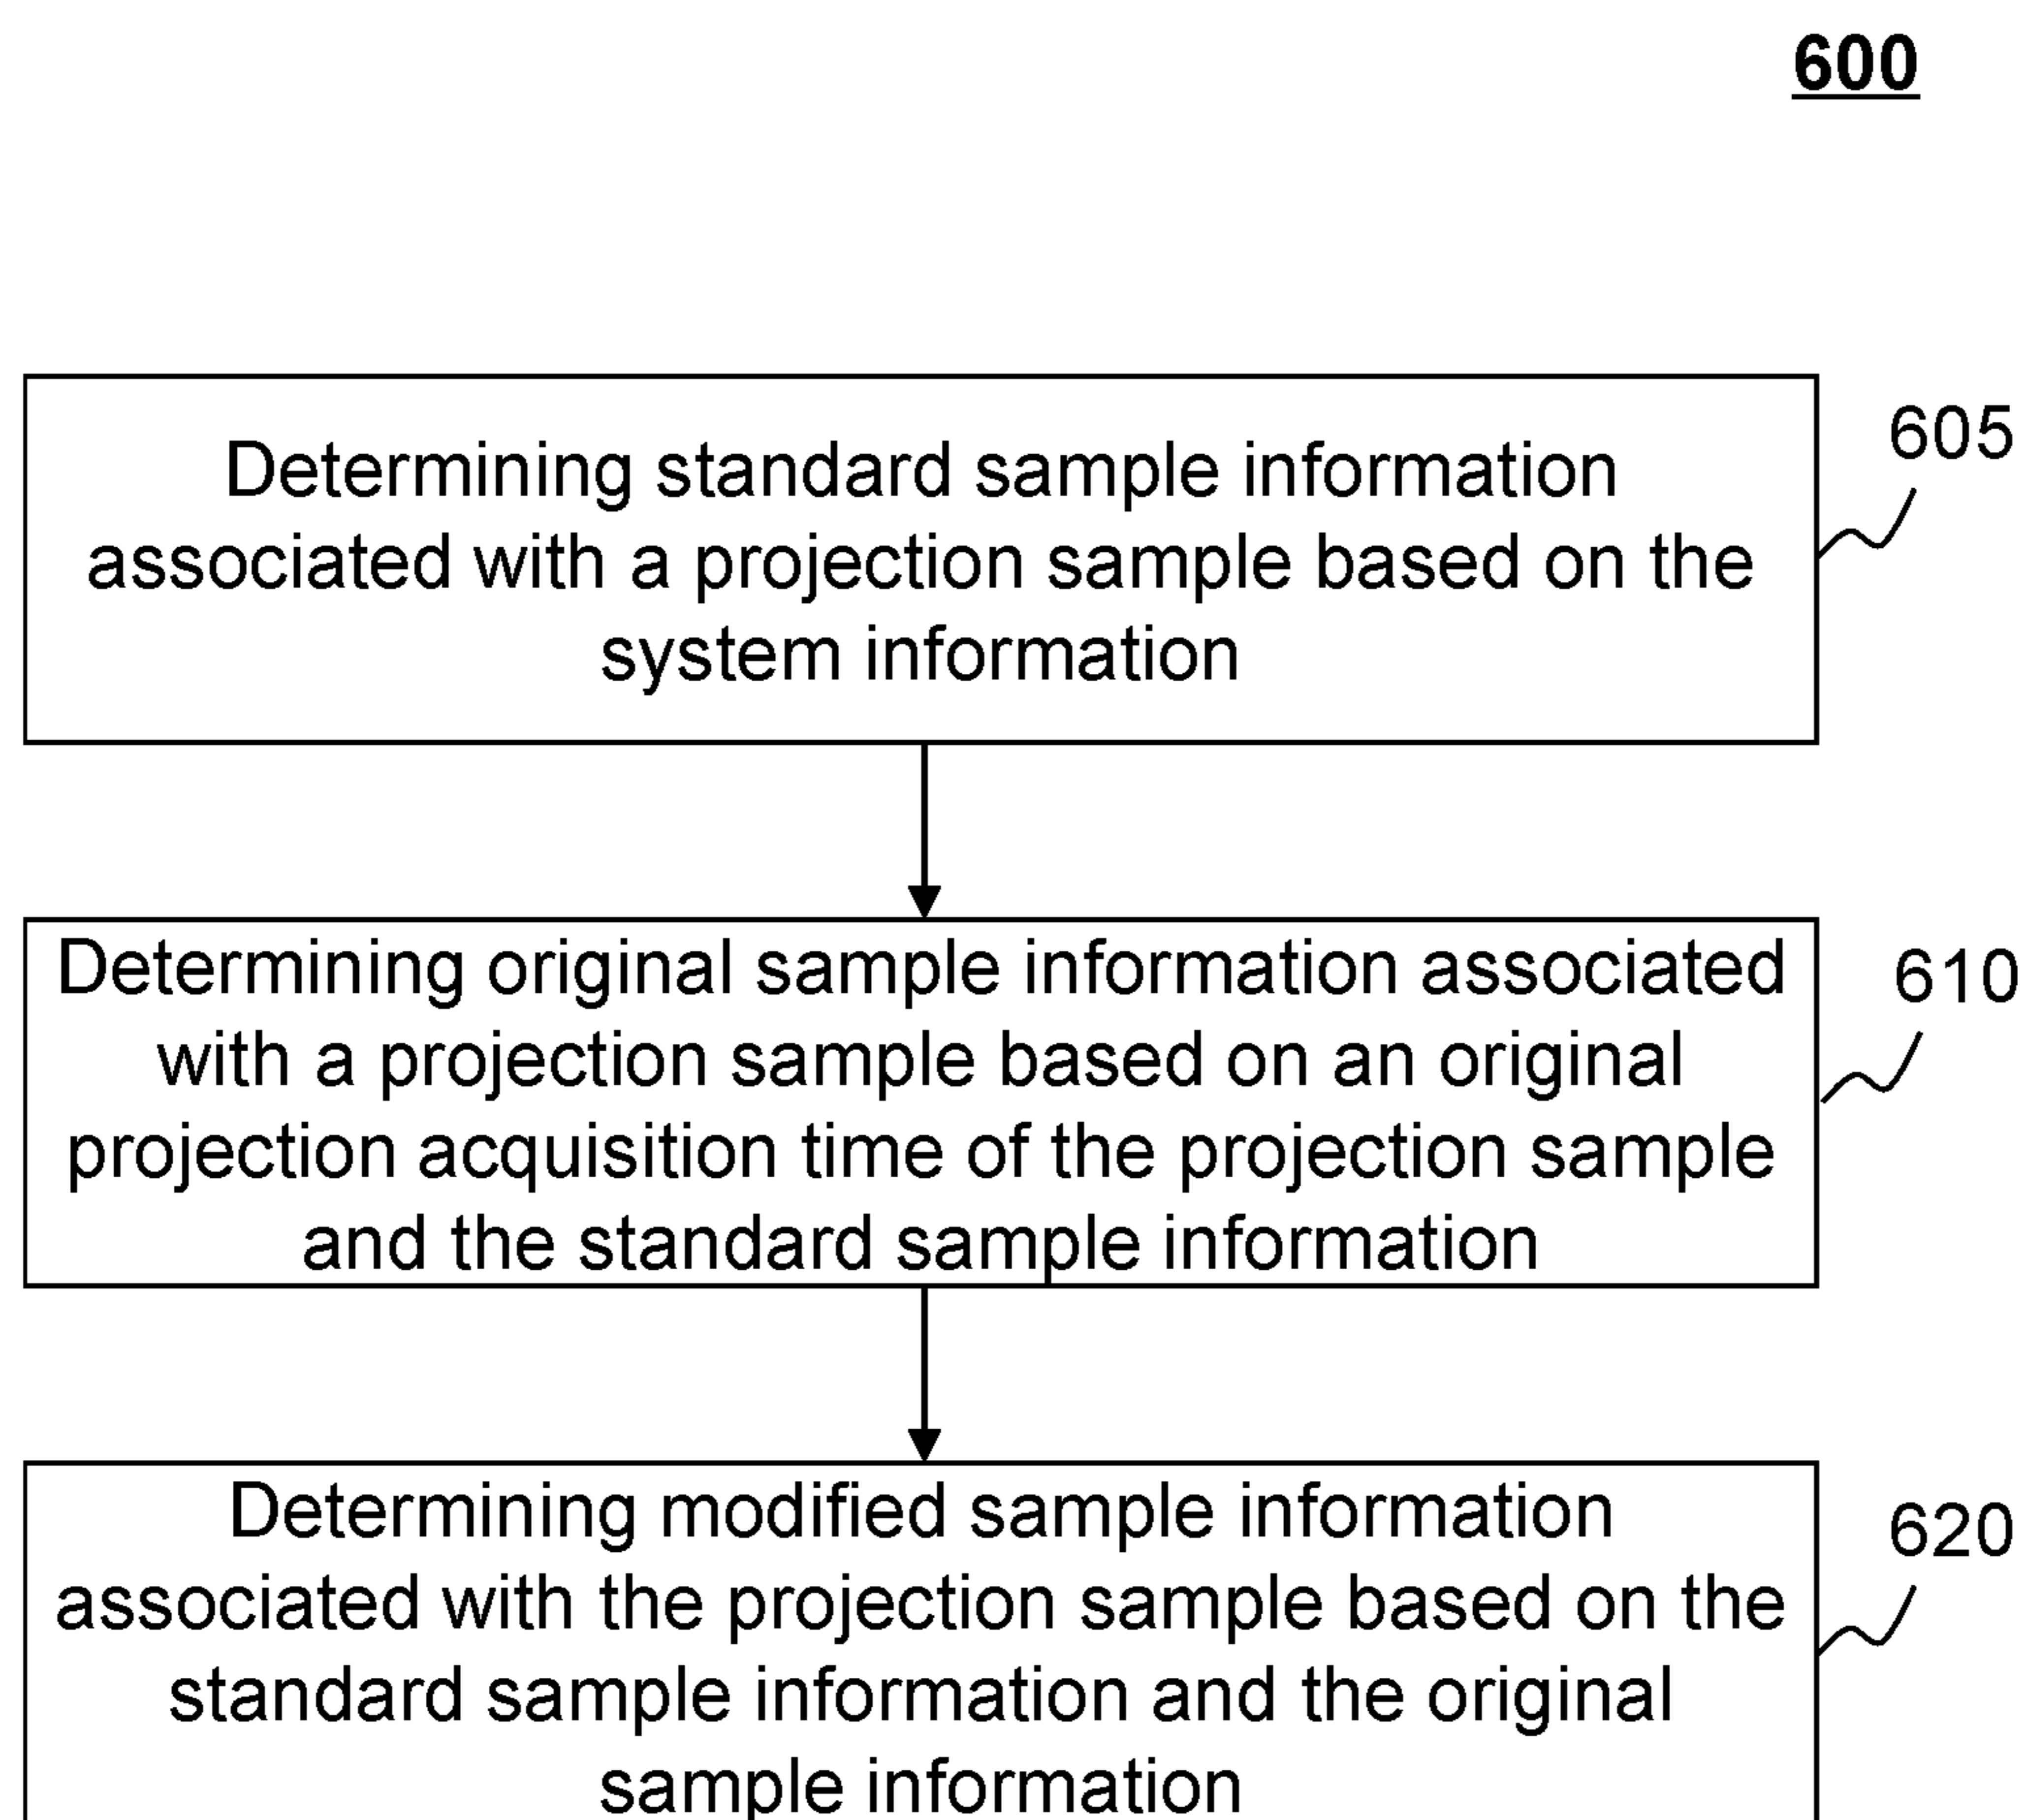 600
Determining standard sample information
605
associated with a projection sample based on the
system information
Determining original sample information associated
610
with a projection sample based on an original
projection acquisition time of the projection sample
and the standard sample information
Determining modified sample information
620
associated with the projection sample based on the
standard sample information and the original
sample information